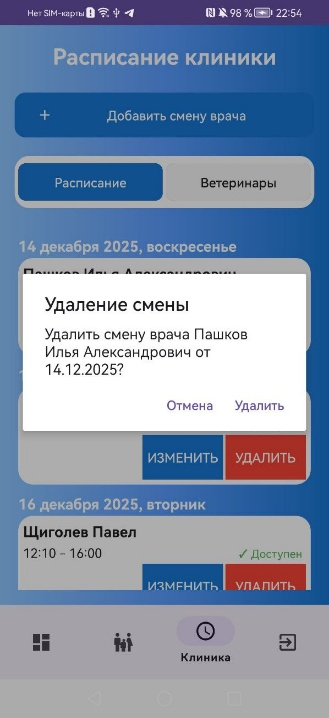 Нет SIM-карты 98 % 22:54
Расписание клиники
+ Добавить смену врача
Расписание Ветеринары
14 декабря 2025, воскресенье
Пашков Илья Александрович
Удаление смены
Удалить смену врача Пашков
Илья Александрович от
14.12.2025?
Отмена Удалить
ИЗМЕНИТЬ УДАЛИТЬ
16 декабря 2025, вторник
Щиголев Павел
12:10 – 16:00 ✓ Доступен
ИЗМЕНИТЬ УДАЛИТЬ
Клиника